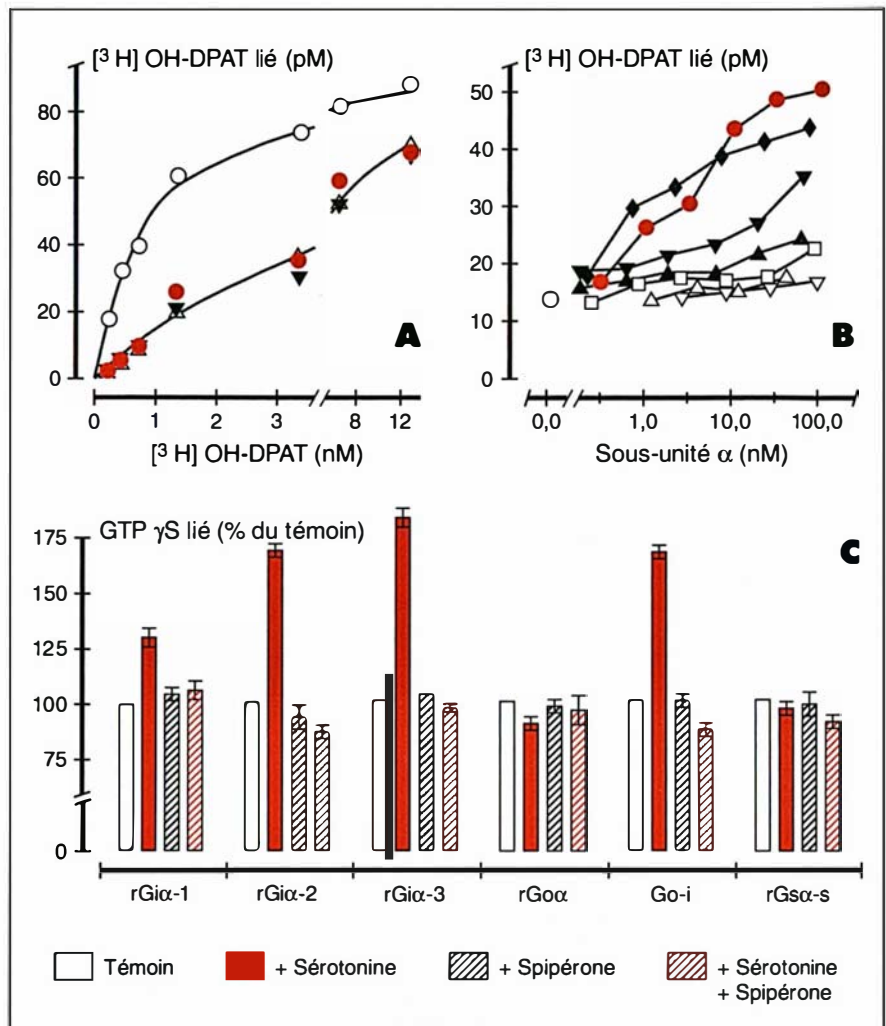 [³ H] OH-DPAT lié (pM)
80
60
40
20
0
A
0 1 2 3 8 12
[³ H] OH-DPAT (nM)
[³ H] OH-DPAT lié (pM)
50
40
30
20
10
0
B
0,0 1,0 10,0 100,0
Sous-unité α (nM)
GTP γS lié (% du témoin)
C
175
150
125
100
75
0
rGiα-1 rGiα-2 rGiα-3 rGoα Go-i rGsα-s
Témoin + Sérotonine + Spipérone + Sérotonine
+ Spipérone